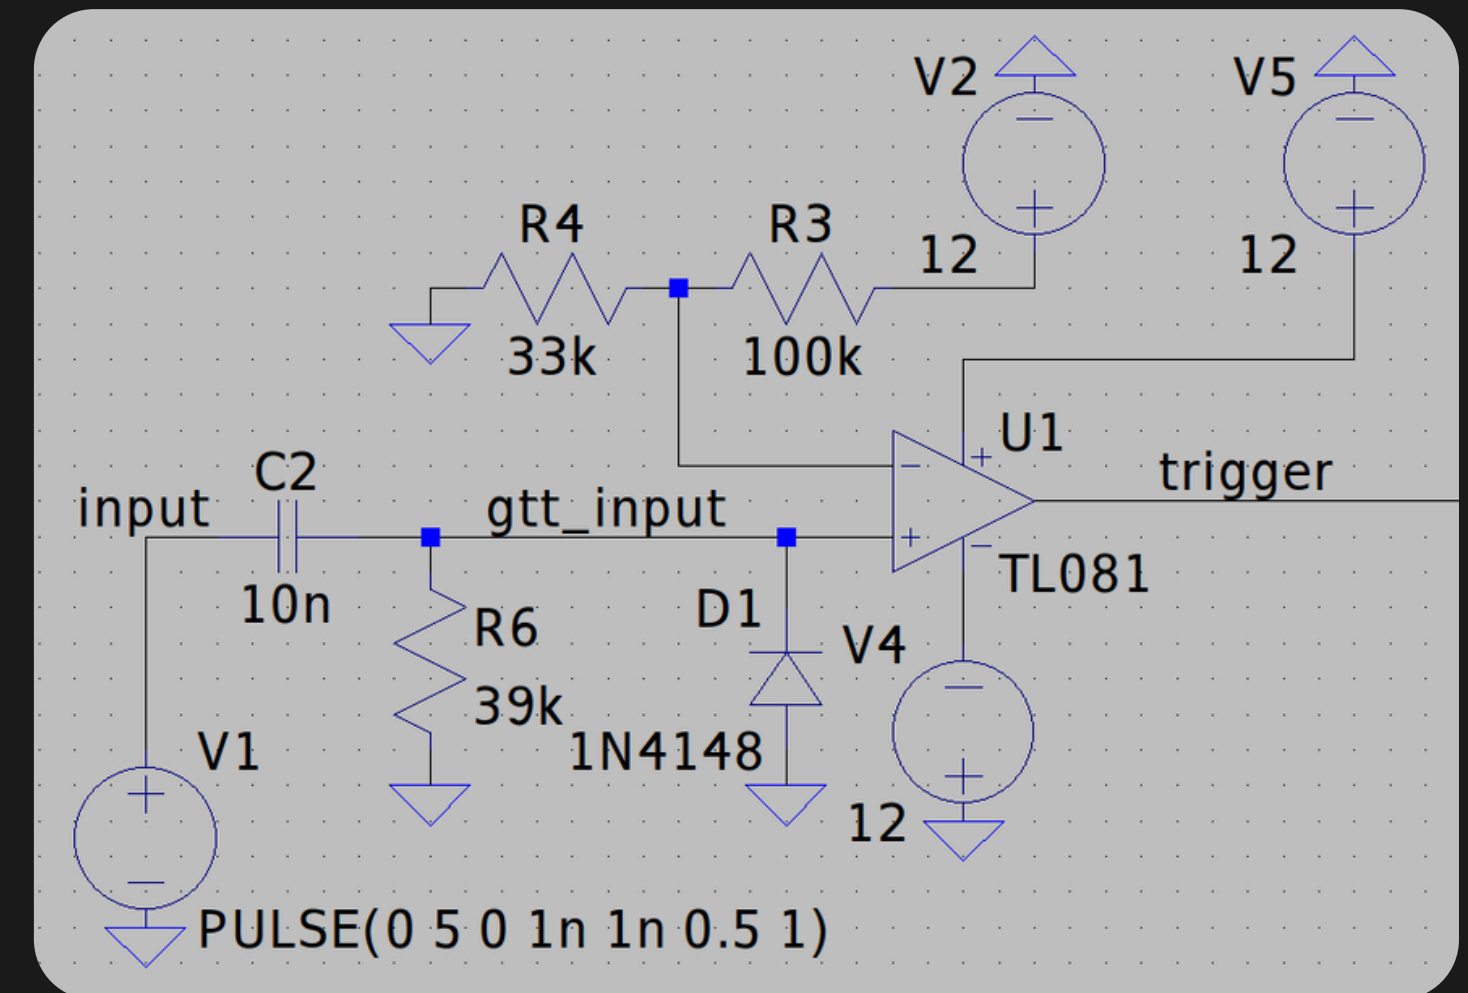 V2
V5
R4
R3
12
12
33k
100k
U1
input
C2
gtt_input
trigger
10n
R6
39k
D1
V4
TL081
V1
1N4148
12
PULSE(0 5 0 1n 1n 0.5 1)